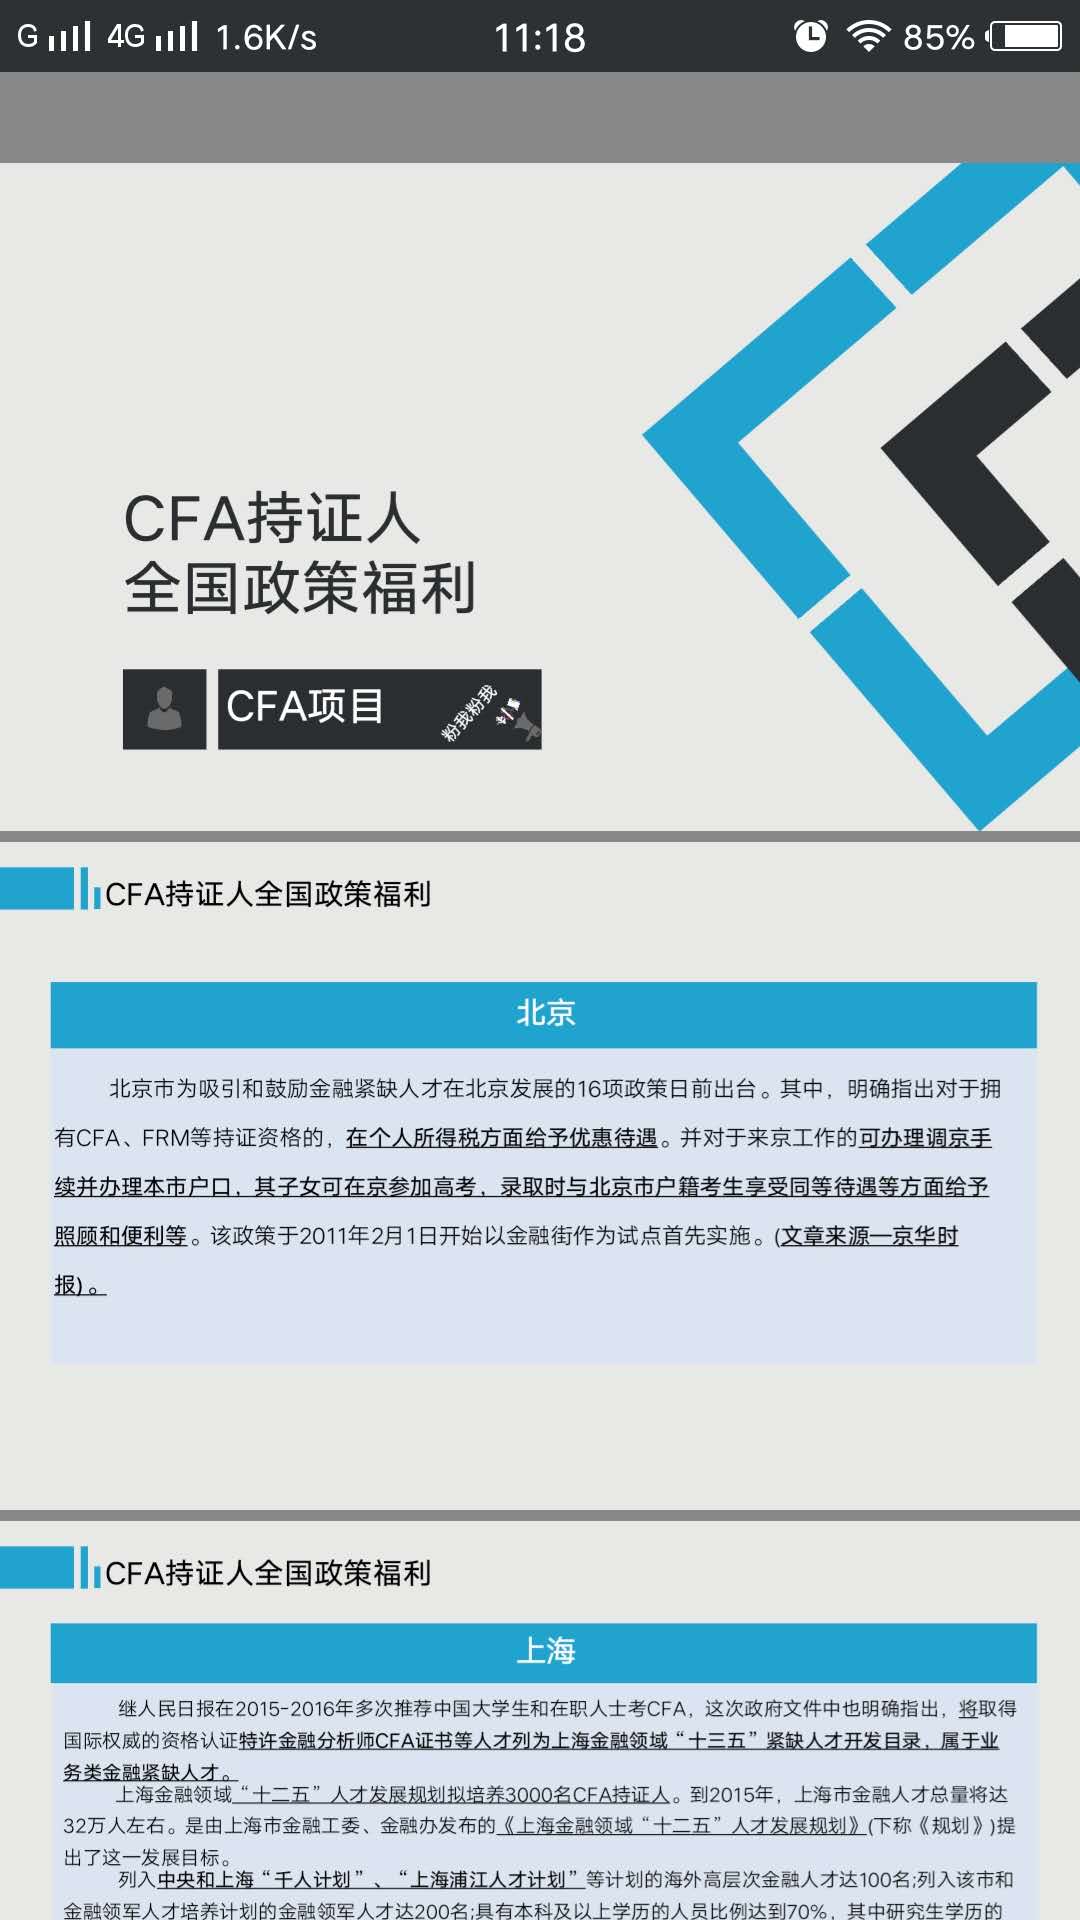 G 4G 1.6K/s 11:18 85%
CFA持证人
全国政策福利
CFA项目
粉我粉我
CFA持证人全国政策福利
北京
北京市为吸引和鼓励金融紧缺人才在北京发展的16项政策日前出台。其中，明确指出对于拥
有CFA、FRM等持证资格的，在个人所得税方面给予优惠待遇。并对于来京工作的可办理调京手
续并办理本市户口，其子女可在京参加高考，录取时与北京市户籍考生享受同等待遇等方面给予
照顾和便利等。该政策于2011年2月1日开始以金融街作为试点首先实施。(文章来源—京华时
报)。
CFA持证人全国政策福利
上海
继人民日报在2015-2016年多次推荐中国大学生和在职人士考CFA，这次政府文件中也明确指出，将取得
国际权威的资格认证特许金融分析师CFA证书等人才列为上海金融领域“十三五”紧缺人才开发目录，属于业
务类金融紧缺人才。
上海金融领域“十二五”人才发展规划拟培养3000名CFA持证人。到2015年，上海市金融人才总量将达
32万人左右。是由上海市金融工委、金融办发布的《上海金融领域“十二五”人才发展规划》(下称《规划》)提
出了这一发展目标。
列入中央和上海“千人计划”、“上海浦江人才计划”等计划的海外高层次金融人才达100名;列入该市和
金融领军人才培养计划的金融领军人才达200名;具有本科及以上学历的人员比例达到70%，其中研究生学历的